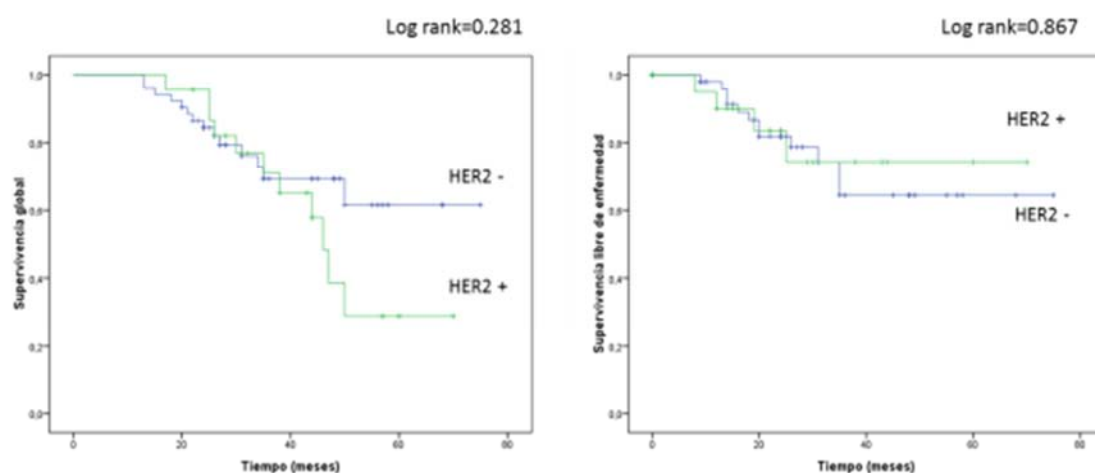 Log rank=0.281
Supervivencia global
1,0
0,8
0,6
0,4
0,2
0,0
HER2 -
HER2 +
0
20
40
60
80
Tiempo (meses)
Log rank=0.867
Supervivencia libre de enfermedad
1,0
0,8
0,6
0,4
0,2
0,0
HER2 +
HER2 -
0
20
40
60
80
Tiempo (meses)